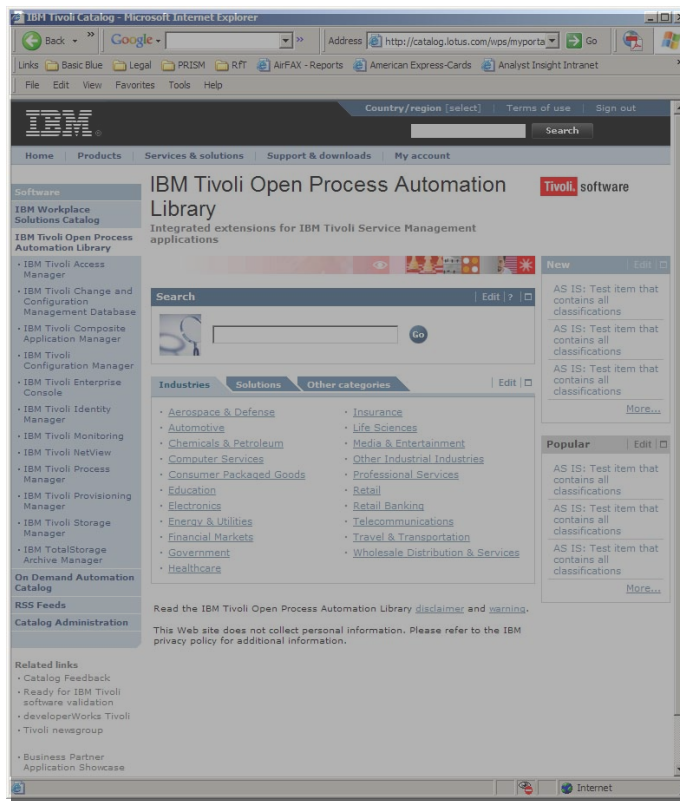 IBM Tivoli Catalog - Microsoft Internet Explorer
Back
Google
Address http://catalog.lotus.com/wps/myporta Go
Links Basic Blue Legal PRISM RfT AirFAX - Reports American Express-Cards Analyst Insight Intranet
File Edit View Favorites Tools Help
Country/region [select] Terms of use Sign out
IBM
Search
Home Products Services & solutions Support & downloads My account
Software
IBM Workplace
Solutions Catalog
IBM Tivoli Open Process
Automation Library
· IBM Tivoli Access
Manager
· IBM Tivoli Change and
Configuration
Management Database
· IBM Tivoli Composite
Application Manager
· IBM Tivoli
Configuration Manager
· IBM Tivoli Enterprise
Console
· IBM Tivoli Identity
Manager
· IBM Tivoli Monitoring
· IBM Tivoli NetView
· IBM Tivoli Process
Manager
· IBM Tivoli Provisioning
Manager
· IBM Tivoli Storage
Manager
· IBM TotalStorage
Archive Manager
On Demand Automation
Catalog
RSS Feeds
Catalog Administration
Related links
· Catalog Feedback
· Ready for IBM Tivoli
software validation
· developerWorks Tivoli
· Tivoli newsgroup
· Business Partner
Application Showcase
IBM Tivoli Open Process Automation
Library
Integrated extensions for IBM Tivoli Service Management
applications
Tivoli. software
Search Edit ?
Go
Industries Solutions Other categories Edit
· Aerospace & Defense
· Automotive
· Chemicals & Petroleum
· Computer Services
· Consumer Packaged Goods
· Education
· Electronics
· Energy & Utilities
· Financial Markets
· Government
· Healthcare
· Insurance
· Life Sciences
· Media & Entertainment
· Other Industrial Industries
· Professional Services
· Retail
· Retail Banking
· Telecommunications
· Travel & Transportation
· Wholesale Distribution & Services
Read the IBM Tivoli Open Process Automation Library disclaimer and warning.
This Web site does not collect personal information. Please refer to the IBM
privacy policy for additional information.
New Edit
AS IS: Test item that
contains all
classifications
AS IS: Test item that
contains all
classifications
AS IS: Test item that
contains all
classifications
More...
Popular Edit
AS IS: Test item that
contains all
classifications
AS IS: Test item that
contains all
classifications
AS IS: Test item that
contains all
classifications
More...
Internet